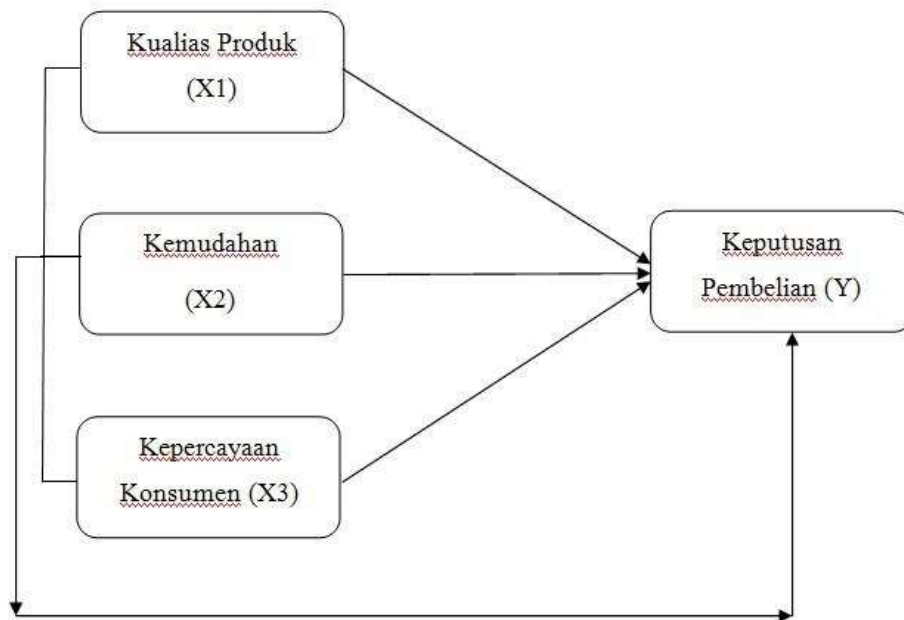 Kualias Produk
(X1)
Kemudahan
(X2)
Kepercayaan
Konsumen (X3)
Keputusan
Pembelian (Y)